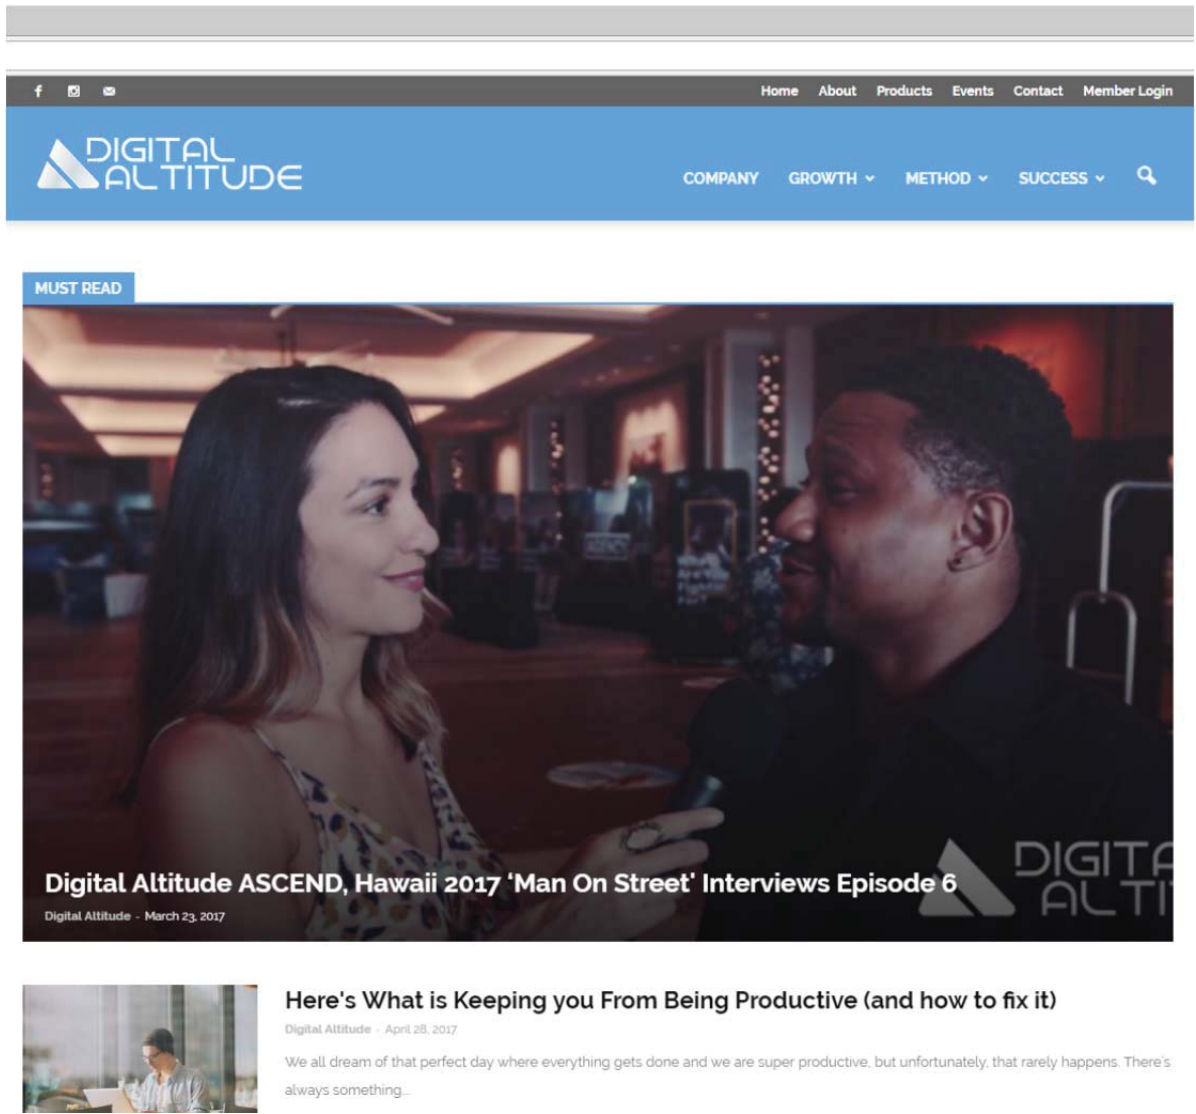 Home About Products Events Contact Member Login
DIGITAL
ALTITUDE
COMPANY GROWTH METHOD SUCCESS
MUST READ
DIGITA
ALTI
Digital Altitude ASCEND, Hawaii 2017 ‘Man On Street' Interviews Episode 6
Digital Altitude - March 23, 2017
Here's What is Keeping you From Being Productive (and how to fix it)
Digital Altitude - April 28, 2017
We all dream of that perfect day where everything gets done and we are super productive, but unfortunately, that rarely happens. There's
always something...